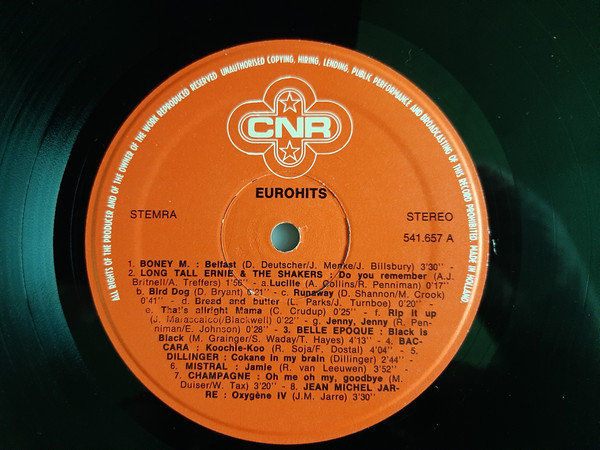 ALL RIGHTS OF THE PRODUCER AND OF THE OWNER OF THE WORK REPRODUCED RESERVED UNAUTHORISED COPYING, HIRING, LENDING, PUBLIC PERFORMANCE AND BROADCASTING OF THIS RECORD PROHIBITED. MADE IN HOLLAND
CNR
EUROHITS
STEMRA
STEREO
541.657 A
1. BONEY M. : Belfast (D. Deutscher/J. Menke/J. Billsbury) 3'30" -
2. LONG TALL ERNIE & THE SHAKERS : Do you remember (A.J.
Britnell/A. Treffers) 1'56" - a.Lucille (A. Collins/R. Penniman) 0'17"
b. Bird Dog (D. Bryant) 0'21" - c. Runaway (D. Shannon/M. Crook)
0'41" - d. Bread and butter (L. Parks/J. Turnboe) 0'20" -
e. That's allright Mama (C. Crudup) 0'25" - f. Rip it up
(J. Marascalco/Blackwell) 0'22" - g. Jenny, Jenny (R. Pen-
niman/E. Johnson) 0'28" - 3. BELLE EPOQUE : Black is
Black (M. Grainger/S. Waday/T. Hayes) 4'13" - 4. BAC-
CARA : Koochie-Koo (R. Soja/F. Dostal) 4'04" - 5.
DILLINGER : Cokane in my brain (Dillinger) 2'44" -
6. MISTRAL : Jamie (R. van Leeuwen) 3'52" -
7. CHAMPAGNE : Oh me oh my, goodbye (M.
Duiser/W. Tax) 3'20" - 8. JEAN MICHEL JAR-
RE : Oxygène IV (J.M. Jarre) 3'30"